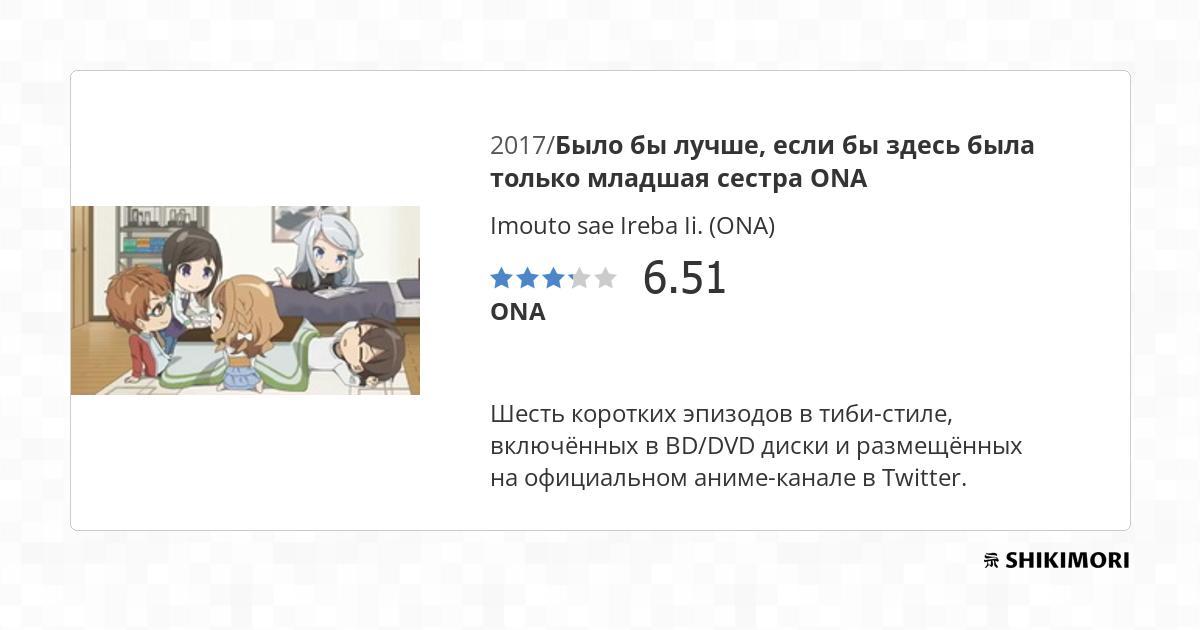 2017/Было бы лучше, если бы здесь была
только младшая сестра ONA
Imouto sae Ireba Ii. (ONA)
6.51
ONA
Шесть коротких эпизодов в тиби-стиле,
включённых в BD/DVD диски и размещённых
на официальном аниме-канале в Twitter.
SHIKIMORI